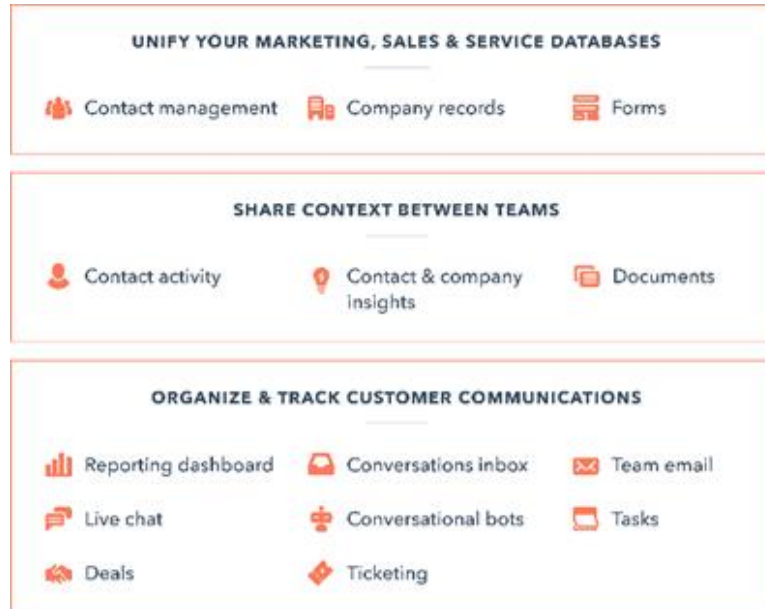 UNIFY YOUR MARKETING, SALES & SERVICE DATABASES
Contact management
Company records
Forms
SHARE CONTEXT BETWEEN TEAMS
Contact activity
Contact & company
insights
Documents
ORGANIZE & TRACK CUSTOMER COMMUNICATIONS
Reporting dashboard
Conversations inbox
Team email
Live chat
Conversational bots
Tasks
Deals
Ticketing